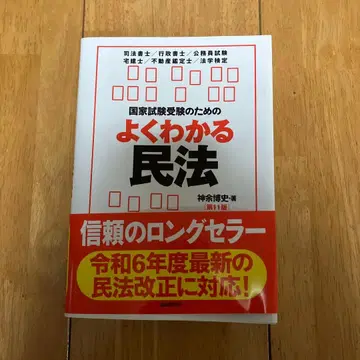 司法書士／行政書士／公務員試験
宅建士／不動産鑑定士／法学検定
国家試験受験のための
よくわかる
民法
神余博史・著
第11版
信頼のロングセラー
令和6年度最新の
民法改正に対応!